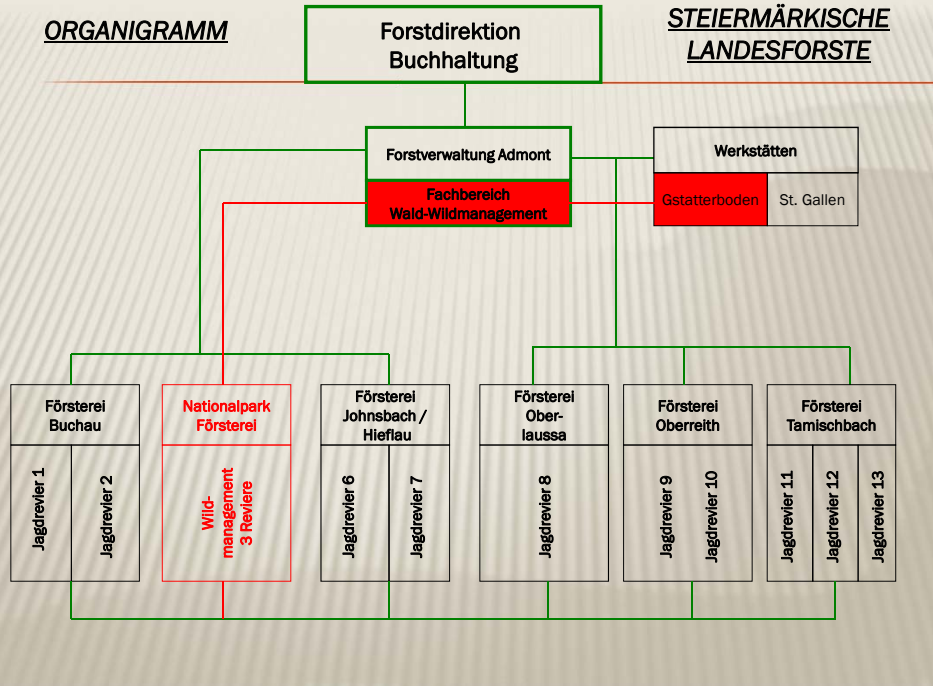 ORGANIGRAMM
Forstdirektion
Buchhaltung
STEIERMÄRKISCHE
LANDESFORSTE
Forstverwaltung Admont
Fachbereich
Wald-Wildmanagement
Werkstätten
Gstatterboden
St. Gallen
Försterei
Buchau
Jagdrevier 1
Jagdrevier 2
Nationalpark
Försterei
Wild-
management
3 Reviere
Försterei
Johnsbach /
Hieflau
Jagdrevier 6
Jagdrevier 7
Försterei
Ober-
laussa
Jagdrevier 8
Försterei
Oberreith
Jagdrevier 9
Jagdrevier 10
Försterei
Tamischbach
Jagdrevier 11
Jagdrevier 12
Jagdrevier 13